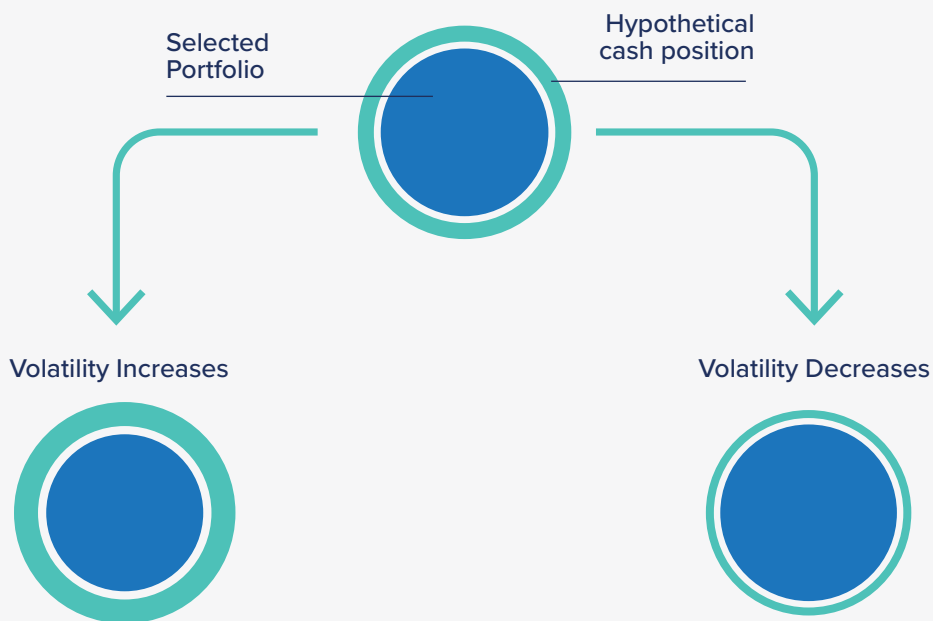 Selected
Portfolio
Hypothetical
cash position
Volatility Increases
Volatility Decreases